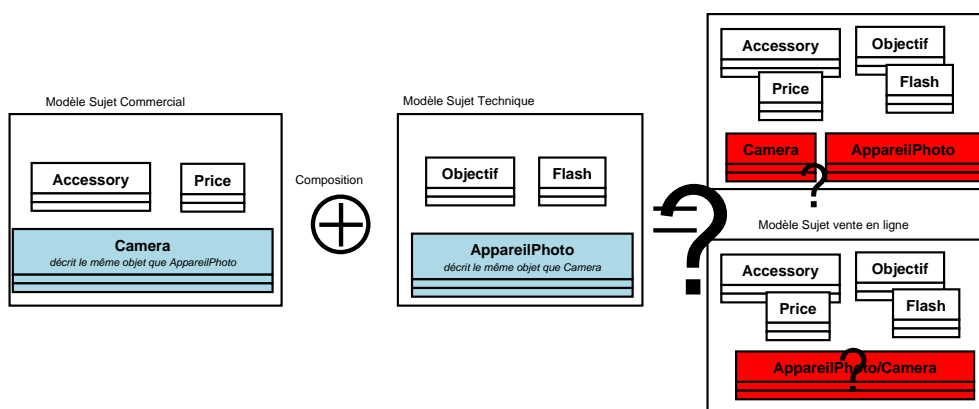 Modèle Sujet Commercial
Accessory
Price
Camera
décrit le même objet que AppareilPhoto
Composition
Modèle Sujet Technique
Objectif
Flash
AppareilPhoto
décrit le même objet que Camera
=
?
Accessory
Objectif
Price
Flash
Camera
AppareilPhoto
?
Modèle Sujet vente en ligne
Accessory
Objectif
Price
Flash
AppareilPhoto/Camera
?